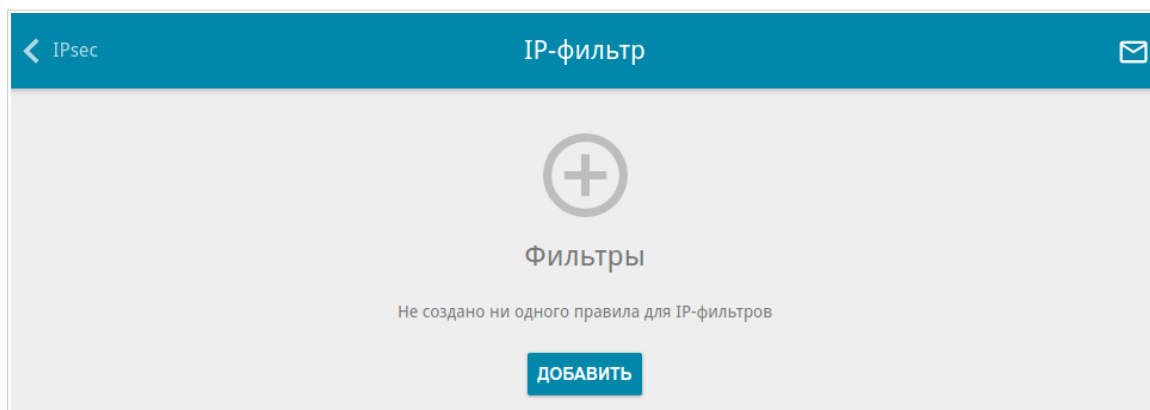 IPsec
IP-фильтр
Фильтры
Не создано ни одного правила для IP-фильтров
ДОБАВИТЬ